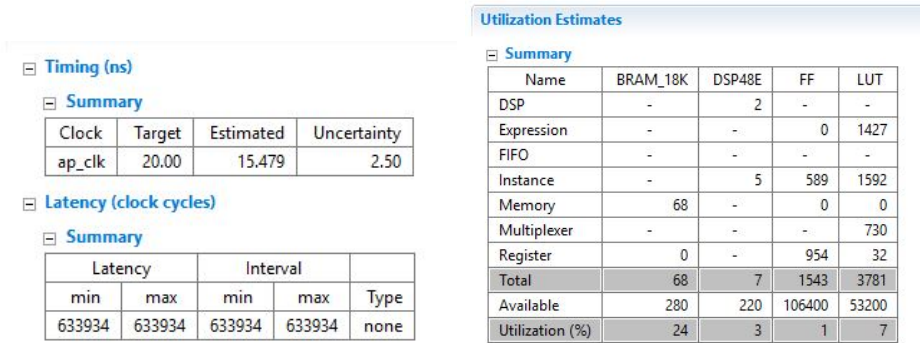 Timing (ns)
Summary
Clock Target Estimated Uncertainty
ap_clk 20.00 15.479 2.50
Latency (clock cycles)
Summary
Latency Interval
min max min max Type
633934 633934 633934 633934 none
Utilization Estimates
Summary
Name BRAM_18K DSP48E FF LUT
DSP - 2 - -
Expression - - 0 1427
FIFO - - - -
Instance - 5 589 1592
Memory 68 - 0 0
Multiplexer - - - 730
Register 0 - 954 32
Total 68 7 1543 3781
Available 280 220 106400 53200
Utilization (%) 24 3 1 7